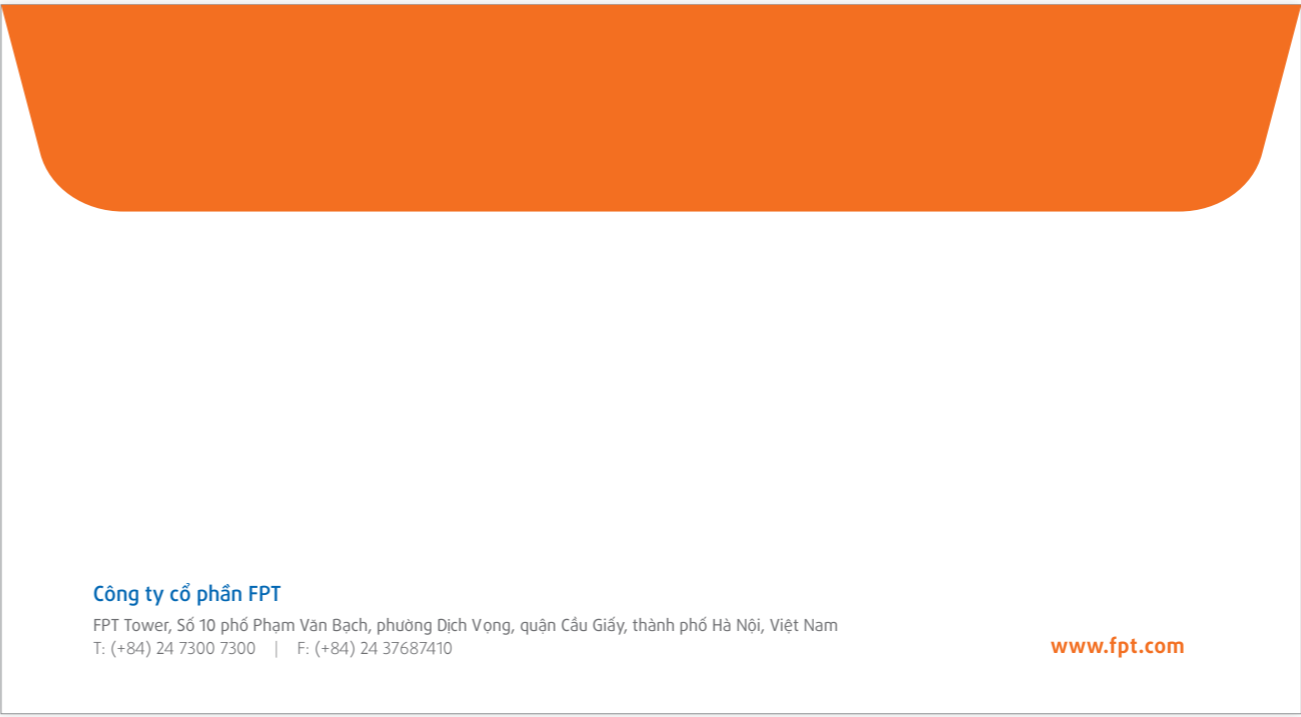 Công ty cổ phần FPT
FPT Tower, Số 10 phố Phạm Văn Bạch, phường Dịch Vọng, quận Cầu Giấy, thành phố Hà Nội, Việt Nam
T: (+84) 24 7300 7300 | F: (+84) 24 37687410
www.fpt.com